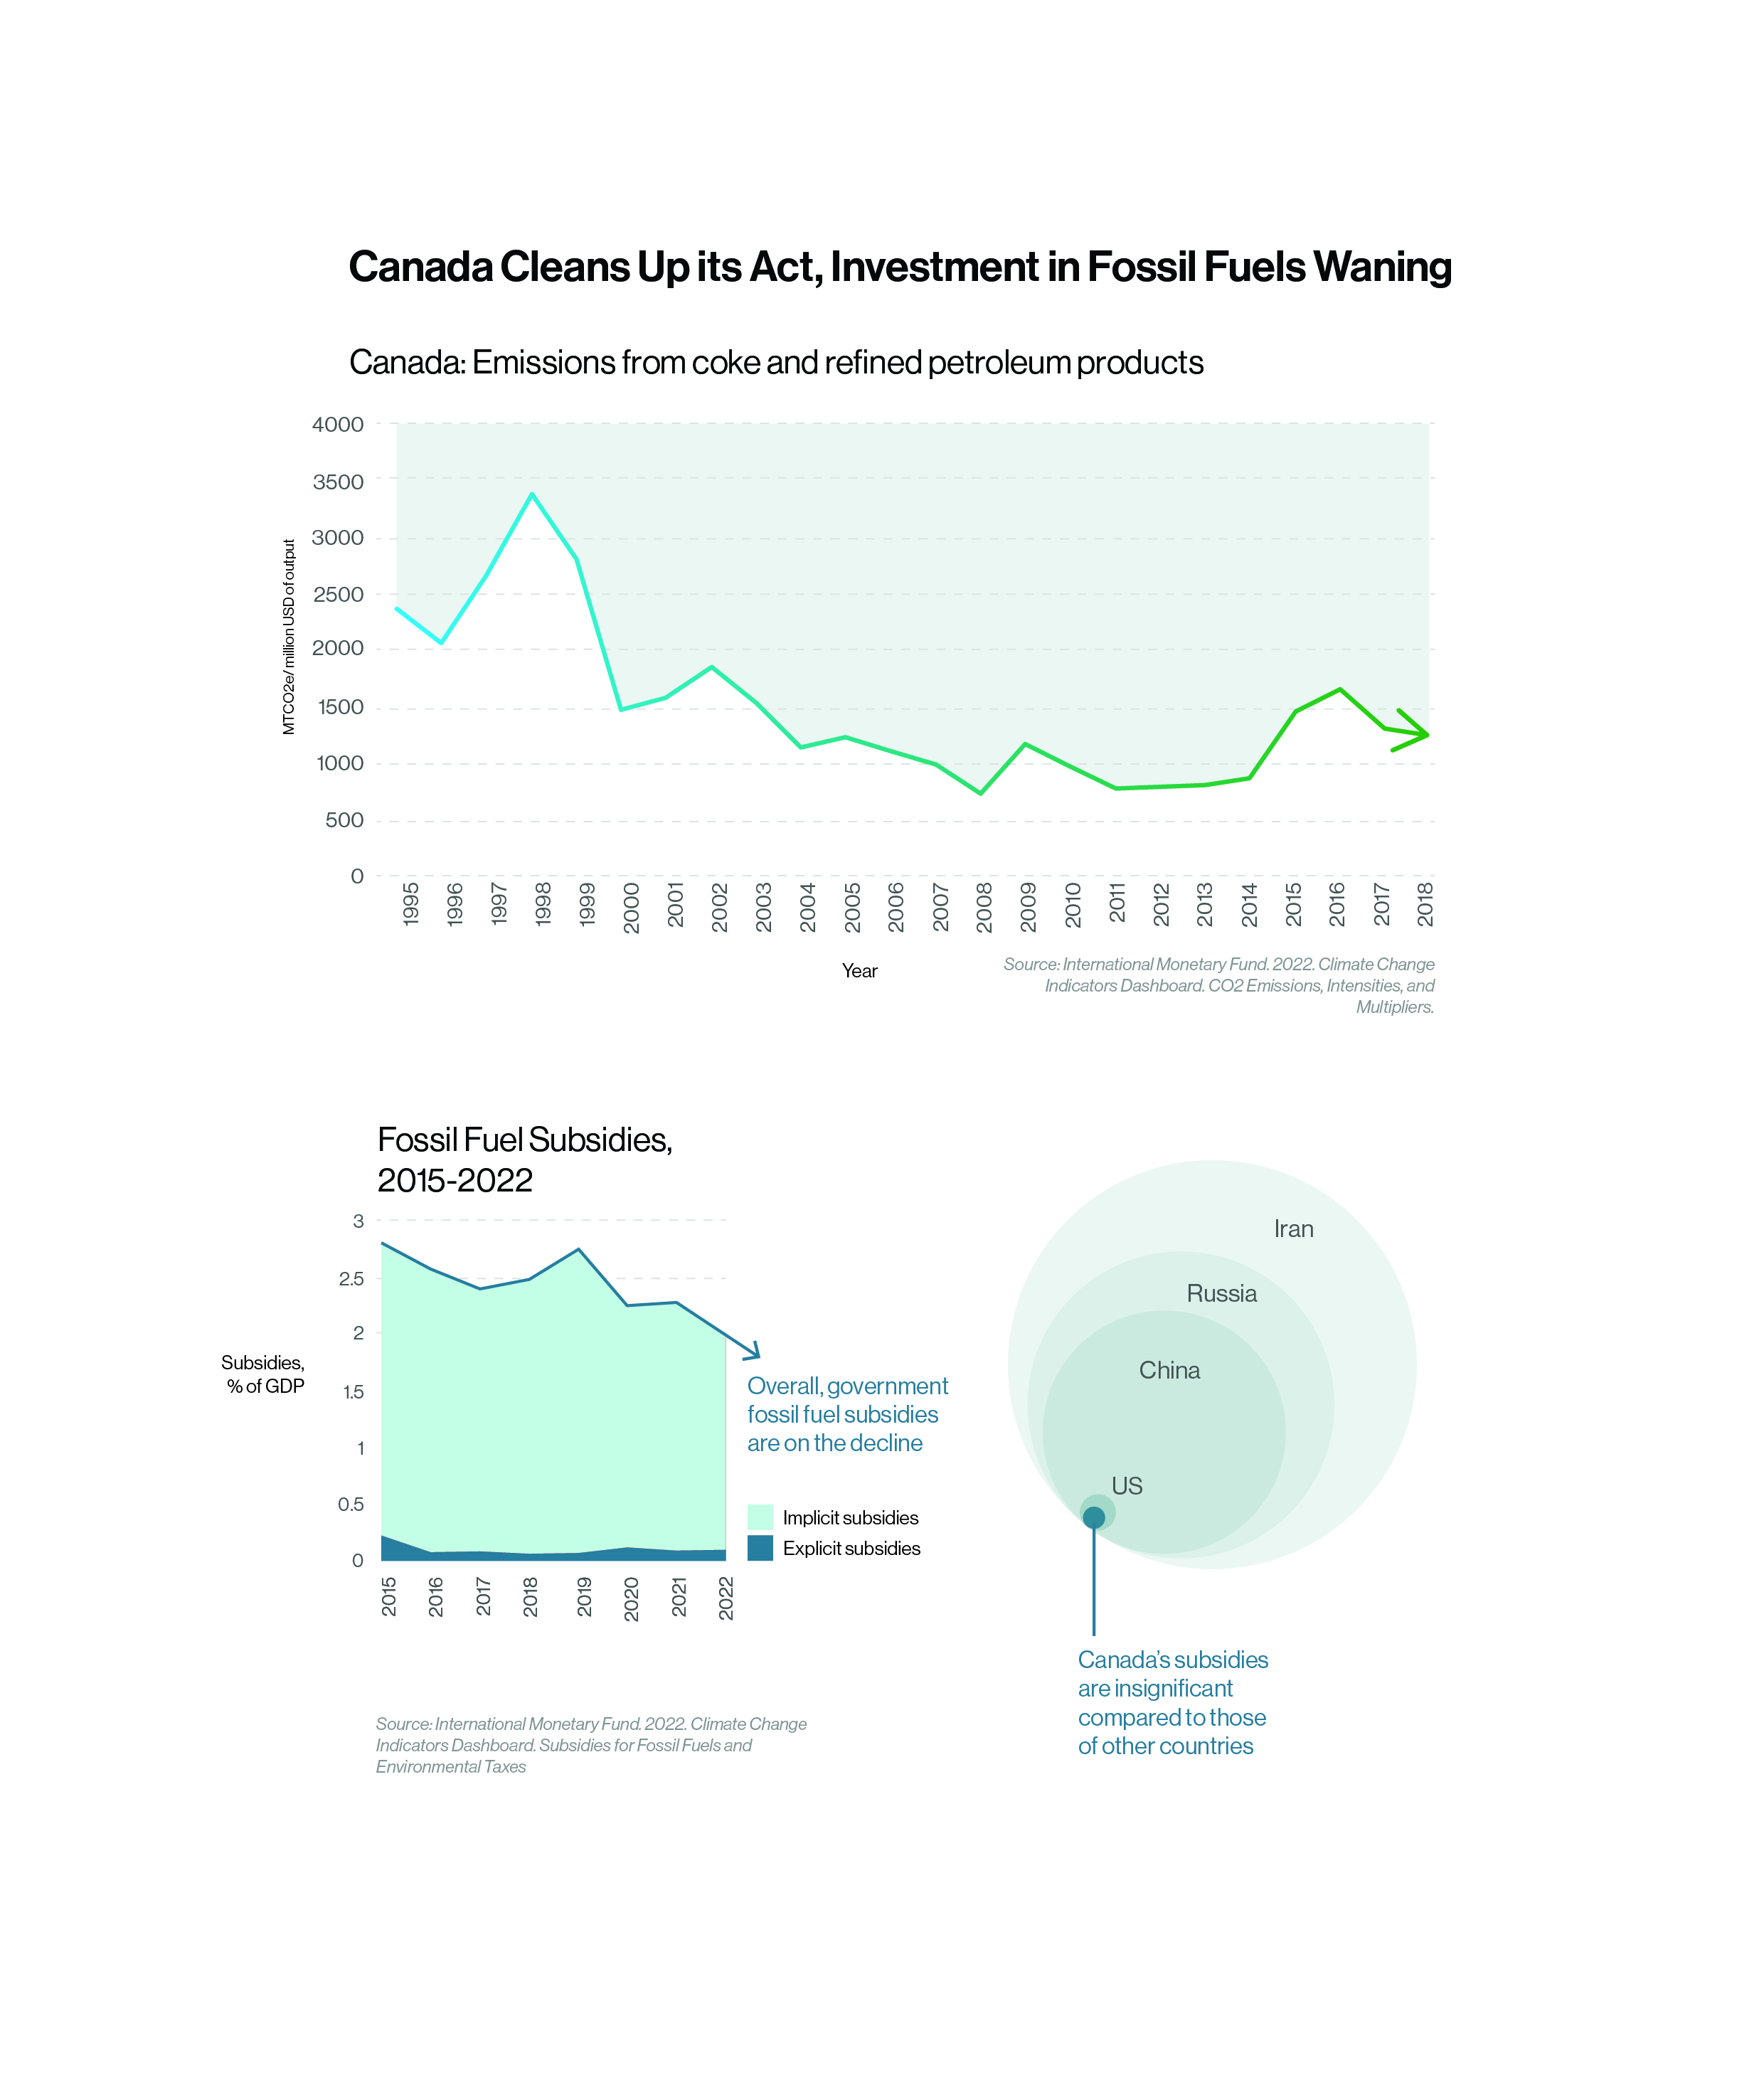 Canada Cleans Up its Act, Investment in Fossil Fuels Waning
Canada: Emissions from coke and refined petroleum products
4000
3500
3000
2500
2000
1500
1000
500
0
MTCO2e/ million USD of output
1995
1996
1997
1998
1999
2000
2001
2002
2003
2004
2005
2006
2007
2008
2009
2010
2011
2012
2013
2014
2015
2016
2017
2018
Year
Source: International Monetary Fund. 2022. Climate Change
Indicators Dashboard. CO2 Emissions, Intensities, and
Multipliers.
Fossil Fuel Subsidies,
2015-2022
3
2.5
2
1.5
1
0.5
0
Subsidies,
% of GDP
2015
2016
2017
2018
2019
2020
2021
2022
Overall, government
fossil fuel subsidies
are on the decline
Implicit subsidies
Explicit subsidies
Source: International Monetary Fund. 2022. Climate Change
Indicators Dashboard. Subsidies for Fossil Fuels and
Environmental Taxes
Iran
Russia
China
US
Canada’s subsidies
are insignificant
compared to those
of other countries